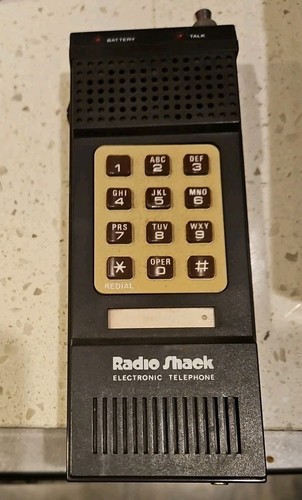 BATTERY TALK
1 ABC 2 DEF 3
GHI 4 JKL 5 MNO 6
PRS 7 TUV 8 WXY 9
* OPER 0 #
REDIAL
Radio Shack
ELECTRONIC TELEPHONE